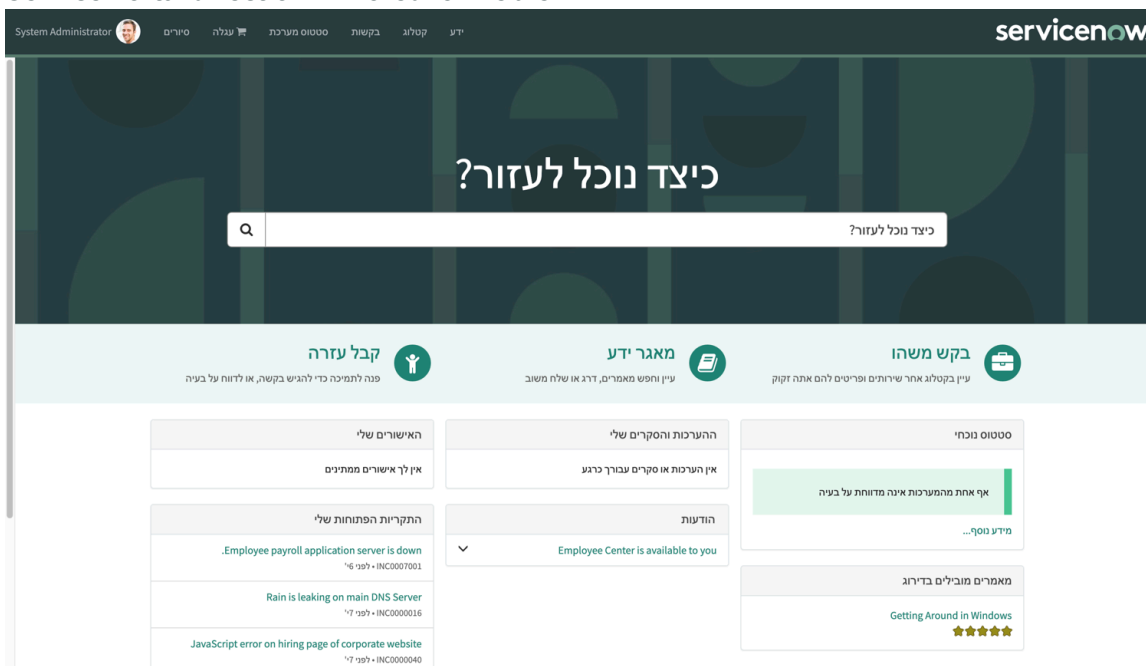 servicenow
ידע
קטלוג
בקשות
סטטוס מערכת
עגלה
סיורים
System Administrator
כיצד נוכל לעזור?
כיצד נוכל לעזור?
בקש משהו
עיין בקטלוג אחר שירותים ופריטים להם אתה זקוק
מאגר ידע
עיין וחפש מאמרים, דרג או שלח משוב
קבל עזרה
פנה לתמיכה כדי להגיש בקשה, או לדווח על בעיה
סטטוס נוכחי
אף אחת מהמערכות אינה מדווחת על בעיה
מידע נוסף...
מאמרים מובילים בדירוג
Getting Around in Windows
ההערכות והסקרים שלי
אין הערכות או סקרים עבורך כרגע
הודעות
Employee Center is available to you
האישורים שלי
אין לך אישורים ממתינים
התקריות הפתוחות שלי
Employee payroll application server is down.
INC0007001 • לפני 6י'
Rain is leaking on main DNS Server
INC0000016 • לפני 7י'
JavaScript error on hiring page of corporate website
INC0000040 • לפני 7י'